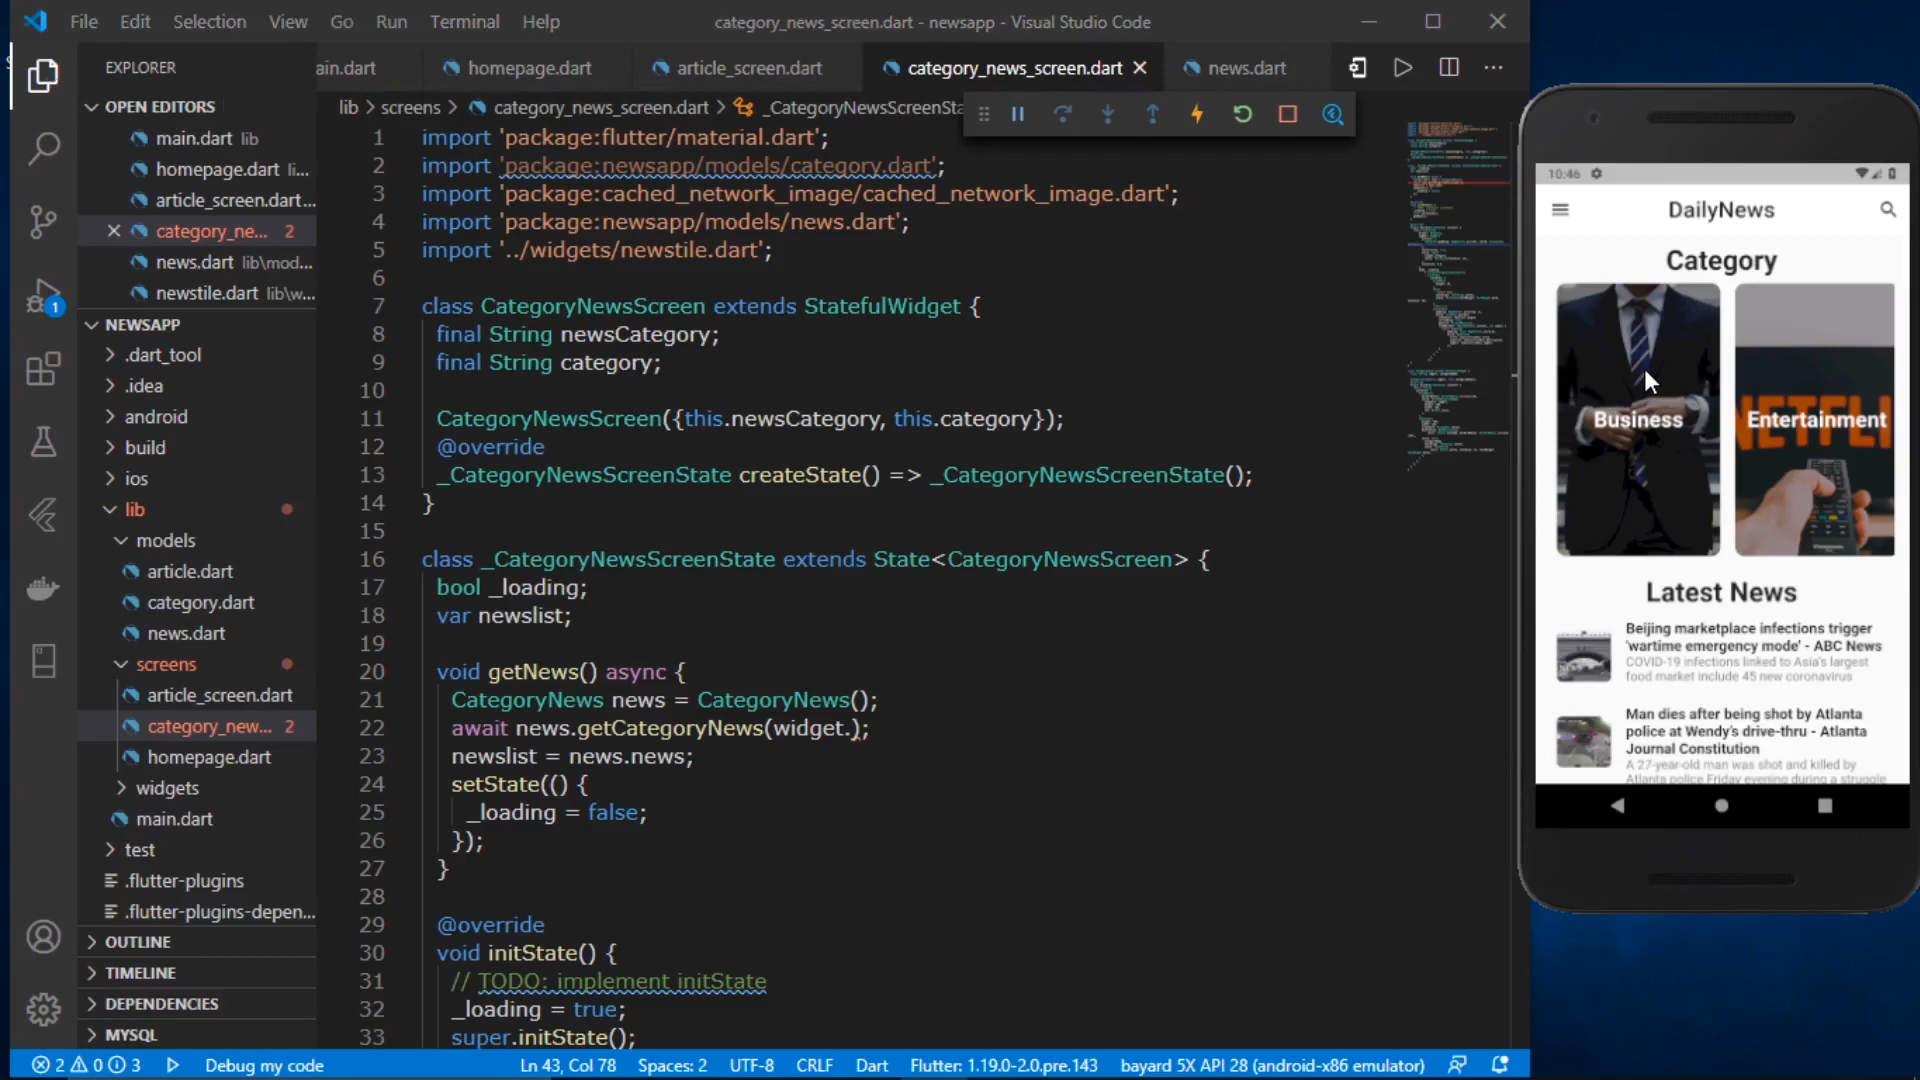 File Edit Selection View Go Run Terminal Help
category_news_screen.dart - newsapp - Visual Studio Code
EXPLORER
ain.dart
homepage.dart
article_screen.dart
category_news_screen.dart
news.dart
OPEN EDITORS
main.dart lib
homepage.dart li...
article_screen.dart...
category_ne... 2
news.dart lib\mod...
newstile.dart lib\w...
NEWSAPP
.dart_tool
.idea
android
build
ios
lib
models
article.dart
category.dart
news.dart
screens
article_screen.dart
category_new... 2
homepage.dart
widgets
main.dart
test
.flutter-plugins
.flutter-plugins-depen...
OUTLINE
TIMELINE
DEPENDENCIES
MYSQL
1
lib > screens > category_news_screen.dart > _CategoryNewsScreenSta
1 import 'package:flutter/material.dart';
2 import 'package:newsapp/models/category.dart';
3 import 'package:cached_network_image/cached_network_image.dart';
4 import 'package:newsapp/models/news.dart';
5 import '../widgets/newstile.dart';
6
7 class CategoryNewsScreen extends StatefulWidget {
8 final String newsCategory;
9 final String category;
10
11 CategoryNewsScreen({this.newsCategory, this.category});
12 @override
13 _CategoryNewsScreenState createState() => _CategoryNewsScreenState();
14 }
15
16 class _CategoryNewsScreenState extends State<CategoryNewsScreen> {
17 bool _loading;
18 var newslist;
19
20 void getNews() async {
21 CategoryNews news = CategoryNews();
22 await news.getCategoryNews(widget.);
23 newslist = news.news;
24 setState(() {
25 _loading = false;
26 });
27 }
28
29 @override
30 void initState() {
31 // TODO: implement initState
32 _loading = true;
33 super.initState();
2 0 3 Debug my code Ln 43, Col 78 Spaces: 2 UTF-8 CRLF Dart Flutter: 1.19.0-2.0.pre.143 bayard 5X API 28 (android-x86 emulator)
10:46
DailyNews
Category
Business
Entertainment
NETFLI
Latest News
Beijing marketplace infections trigger
'wartime emergency mode' - ABC News
COVID-19 infections linked to Asia's largest
food market include 45 new coronavirus
Man dies after being shot by Atlanta
police at Wendy's drive-thru - Atlanta
Journal Constitution
A 27-year-old man was shot and killed by
Atlanta police Friday evening during a struggle